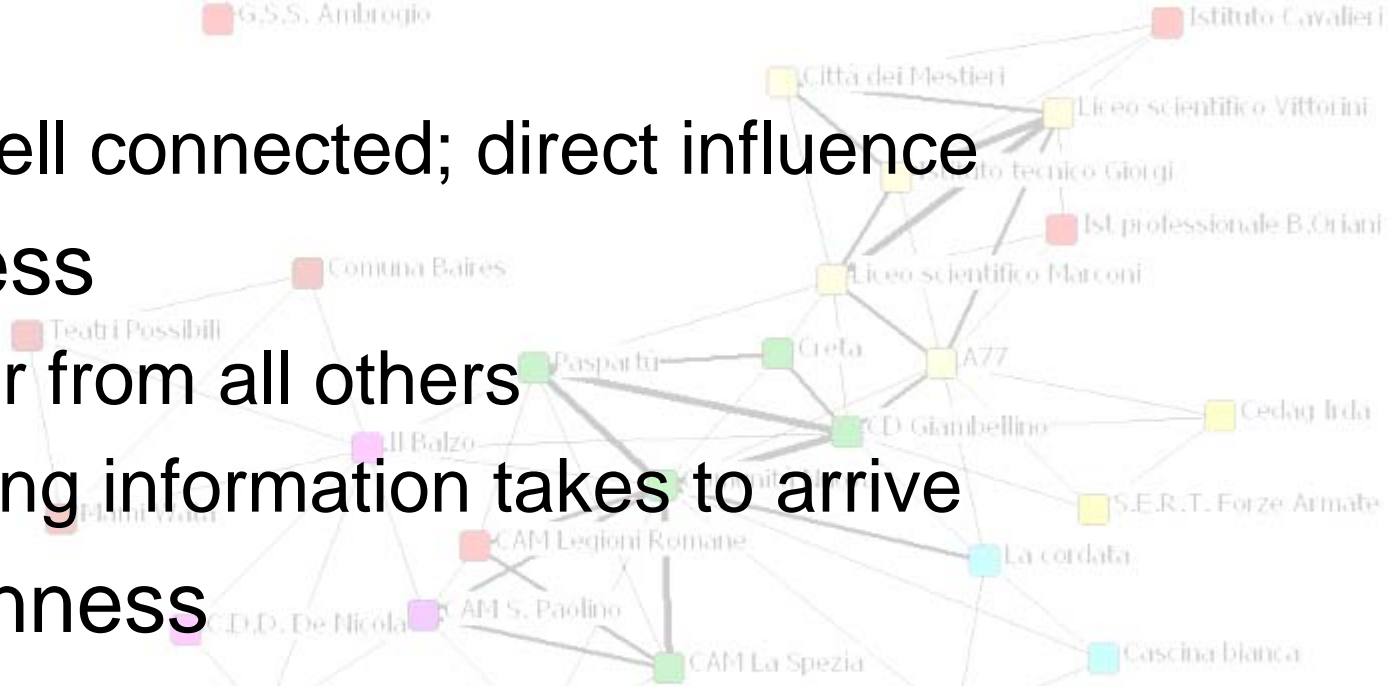 G.S.S. Ambrogio
Istituto Cavalieri
Città dei Mestieri
Liceo scientifico Vittorini
ell connected; direct influence
to tecnico Giorgi
Ist professionale B.Oriani
ess
Comuna Baires
Liceo scientifico Marconi
Teatri Possibili
Creta
A77
Paspartù
r from all others
Cedag Irda
CD Giambellino
Il Balzo
ng information takes to arrive
S.E.R.T. Forze Armate
CAM Legioni Romane
La cordata
nness
C.D.D. De Nicola
CAM S. Paolino
CAM La Spezia
Cascina bianca